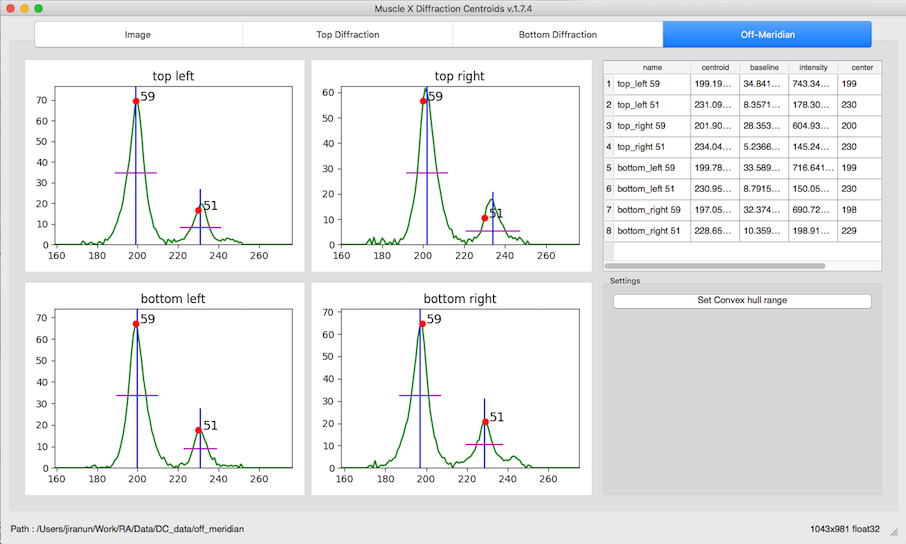 Muscle X Diffraction Centroids v.1.7.4
Image Top Diffraction Bottom Diffraction Off-Meridian
top left
59
51
70
60
50
40
30
20
10
0
160 180 200 220 240 260
top right
59
51
60
50
40
30
20
10
0
160 180 200 220 240 260
name centroid baseline intensity center
1 top_left 59 199.19... 34.841... 743.34... 199
2 top_left 51 231.09... 8.3571... 178.30... 230
3 top_right 59 201.90... 28.353... 604.93... 200
4 top_right 51 234.04... 5.2366... 145.24... 230
5 bottom_left 59 199.78... 33.589... 716.641... 199
6 bottom_left 51 230.95... 8.7915... 150.05... 230
7 bottom_right 59 197.05... 32.374... 690.72... 198
8 bottom_right 51 228.65... 10.359... 198.91... 229
bottom left
59
51
70
60
50
40
30
20
10
0
160 180 200 220 240 260
bottom right
59
51
70
60
50
40
30
20
10
0
160 180 200 220 240 260
Settings
Set Convex hull range
Path : /Users/jiranun/Work/RA/Data/DC_data/off_meridian
1043x981 float32